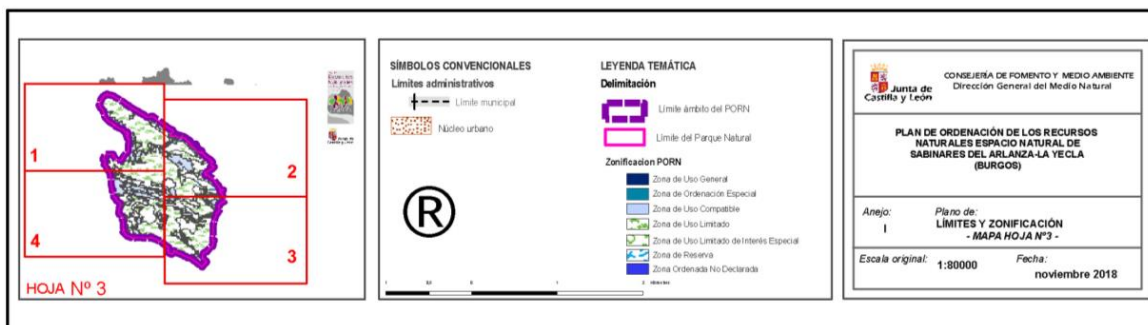 1
2
4
3
HOJA Nº 3
SÍMBOLOS CONVENCIONALES
Límites administrativos
Límite municipal
Núcleo urbano
®
LEYENDA TEMÁTICA
Delimitación
Límite ámbito del PORN
Límite del Parque Natural
Zonificacion PORN
Zona de Uso General
Zona de Ordenación Especial
Zona de Uso Compatible
Zona de Uso Limitado
Zona de Uso Limitado de Interés Especial
Zona de Reserva
Zona Ordenada No Declarada
Junta de
Castilla y León
CONSEJERÍA DE FOMENTO Y MEDIO AMBIENTE
Dirección General del Medio Natural
PLAN DE ORDENACIÓN DE LOS RECURSOS
NATURALES ESPACIO NATURAL DE
SABINARES DEL ARLANZA-LA YECLA
(BURGOS)
Anejo:
I
Plano de:
LÍMITES Y ZONIFICACIÓN
- MAPA HOJA Nº3 -
Escala original: 1:80000
Fecha:
noviembre 2018